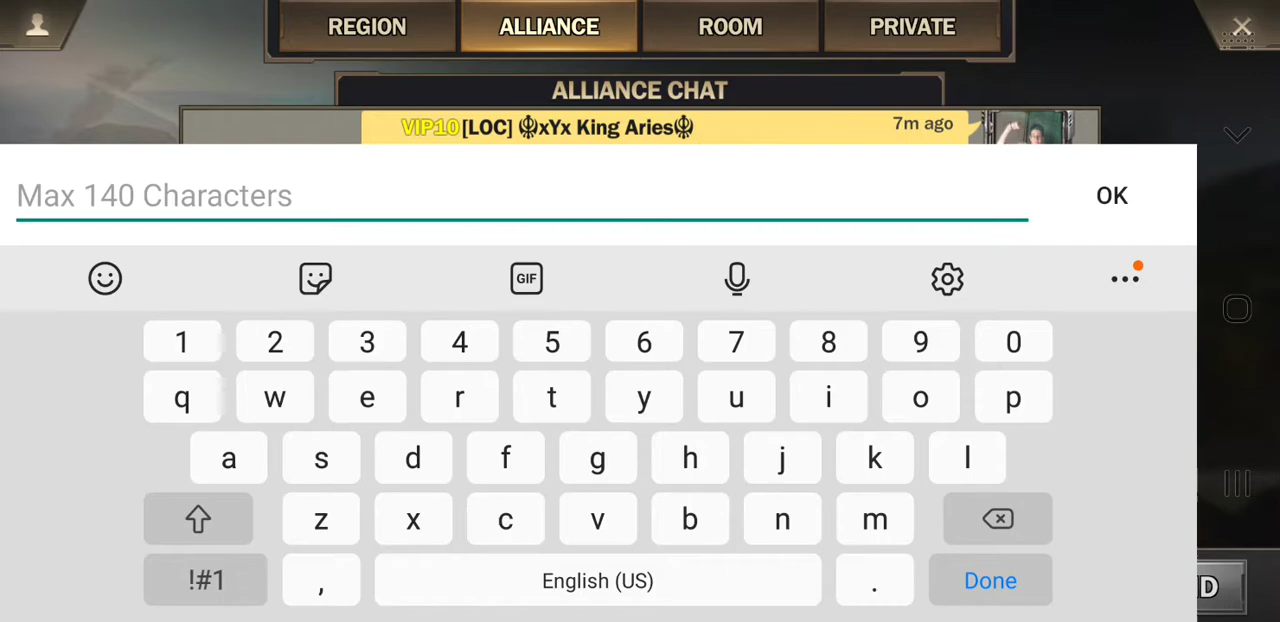 REGION ALLIANCE ROOM PRIVATE
ALLIANCE CHAT
VIP10 [LOC] xYx King Aries 7m ago
Max 140 Characters OK
GIF
1 2 3 4 5 6 7 8 9 0
q w e r t y u i o p
a s d f g h j k l
z x c v b n m
!#1 , English (US) . Done
D